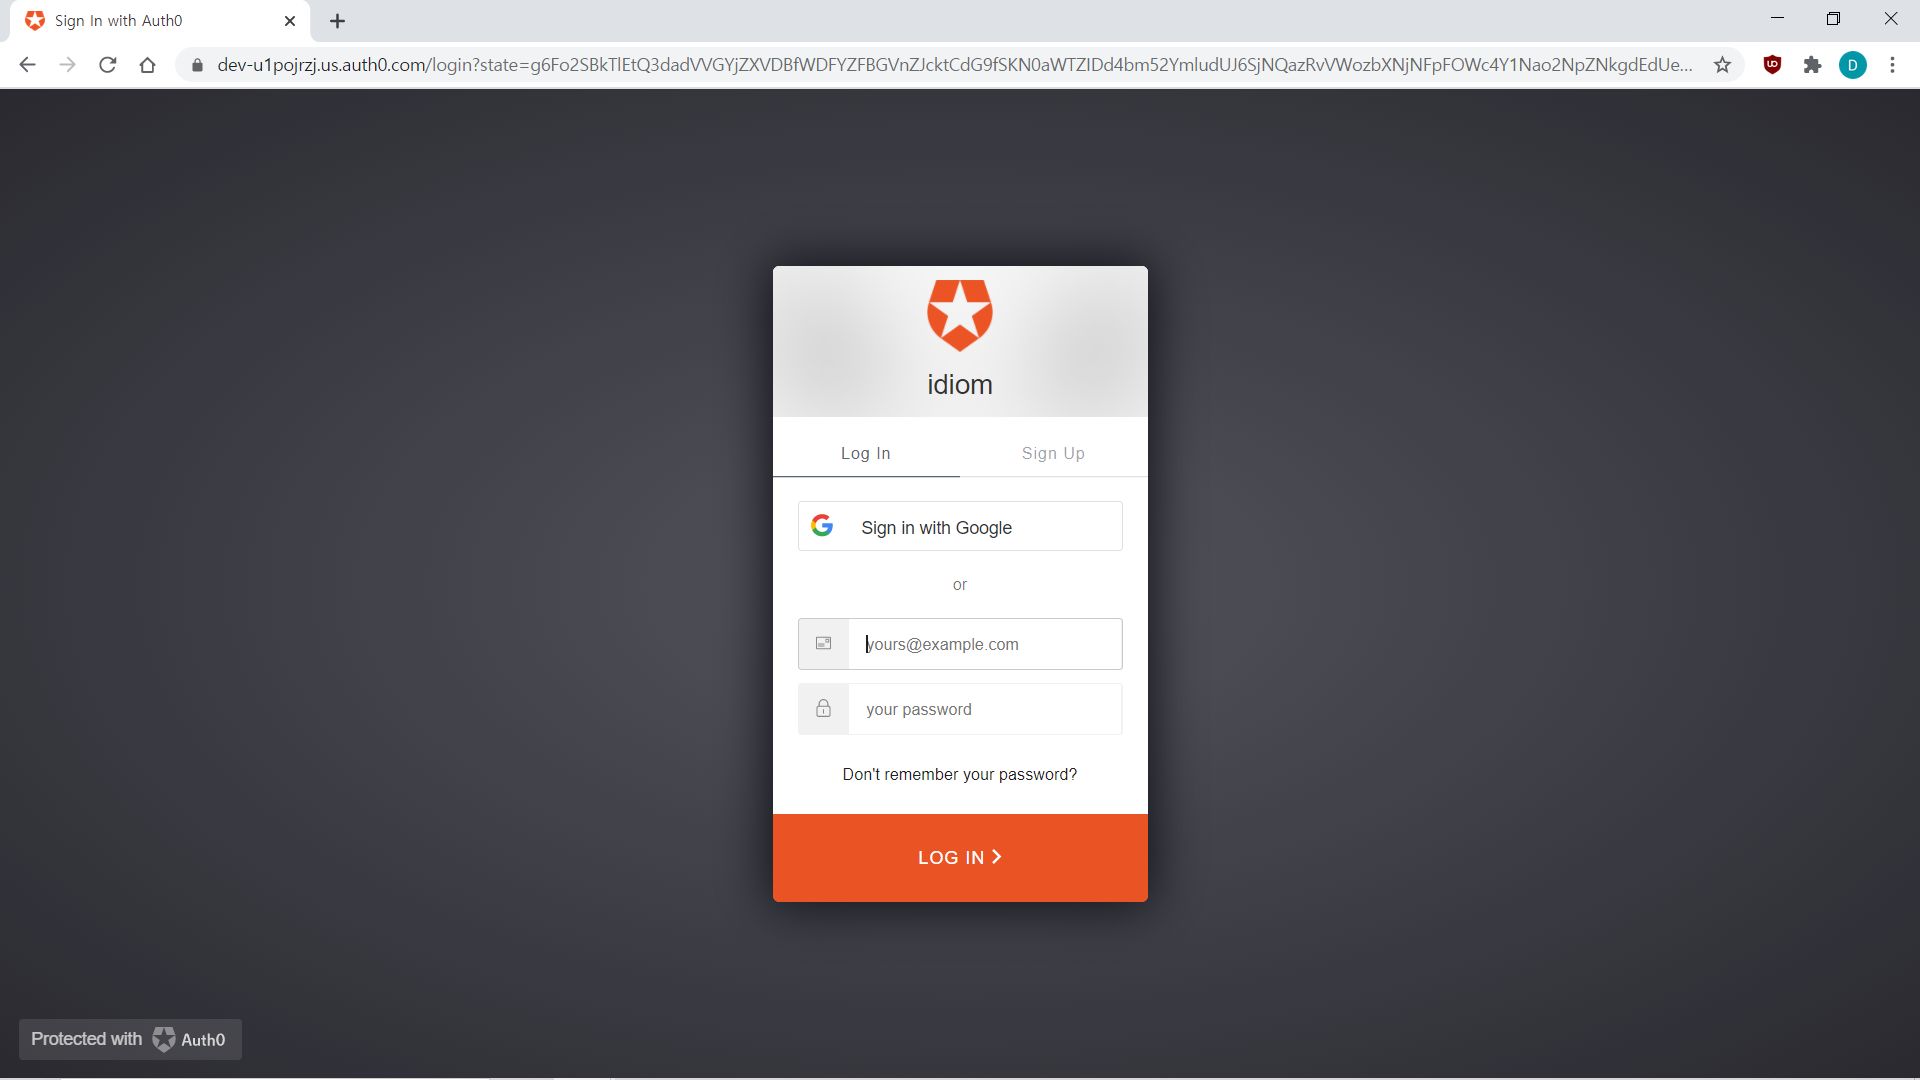 Sign In with Auth0
dev-u1pojrzj.us.auth0.com/login?state=
D
idiom
Log In
Sign Up
Sign in with Google
or
yours@example.com
your password
Don't remember your password?
LOG IN
Protected with Auth0